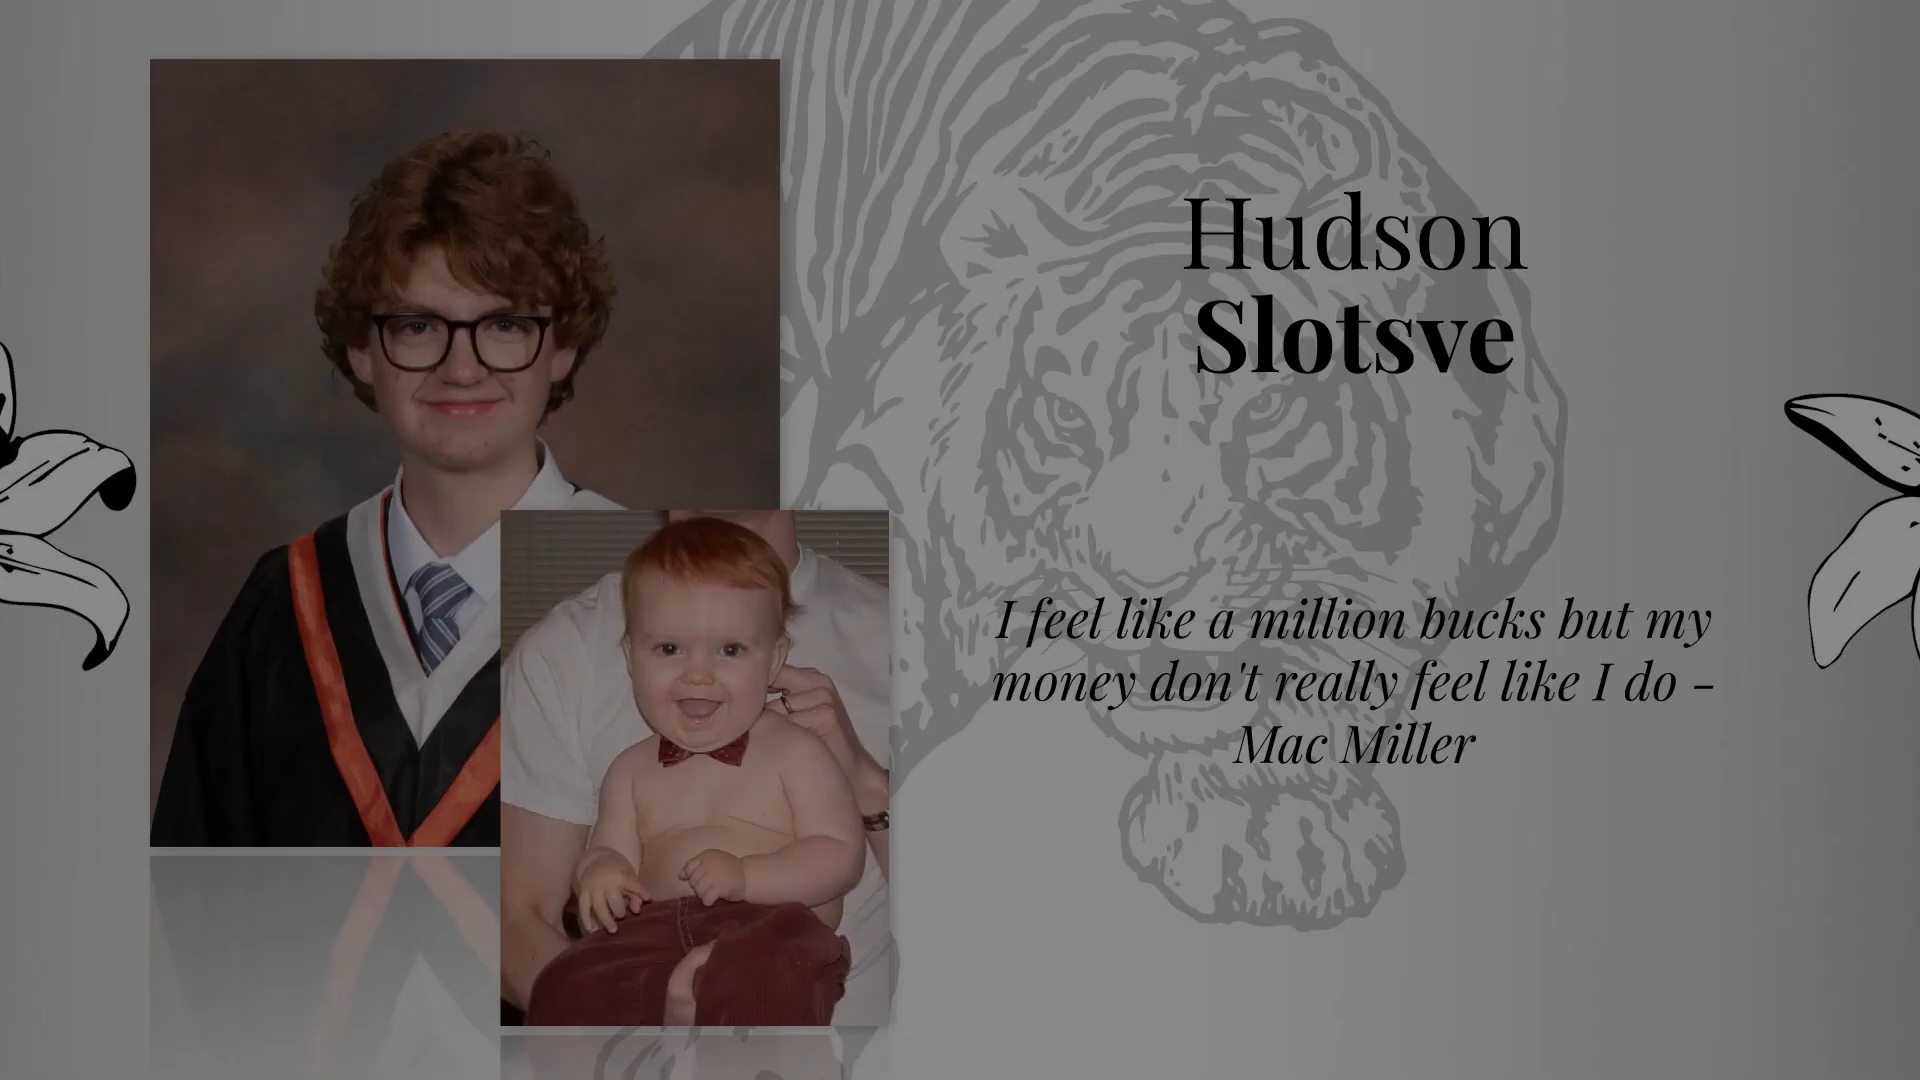 Hudson
Slotsve
I feel like a million bucks but my
money don't really feel like I do -
Mac Miller